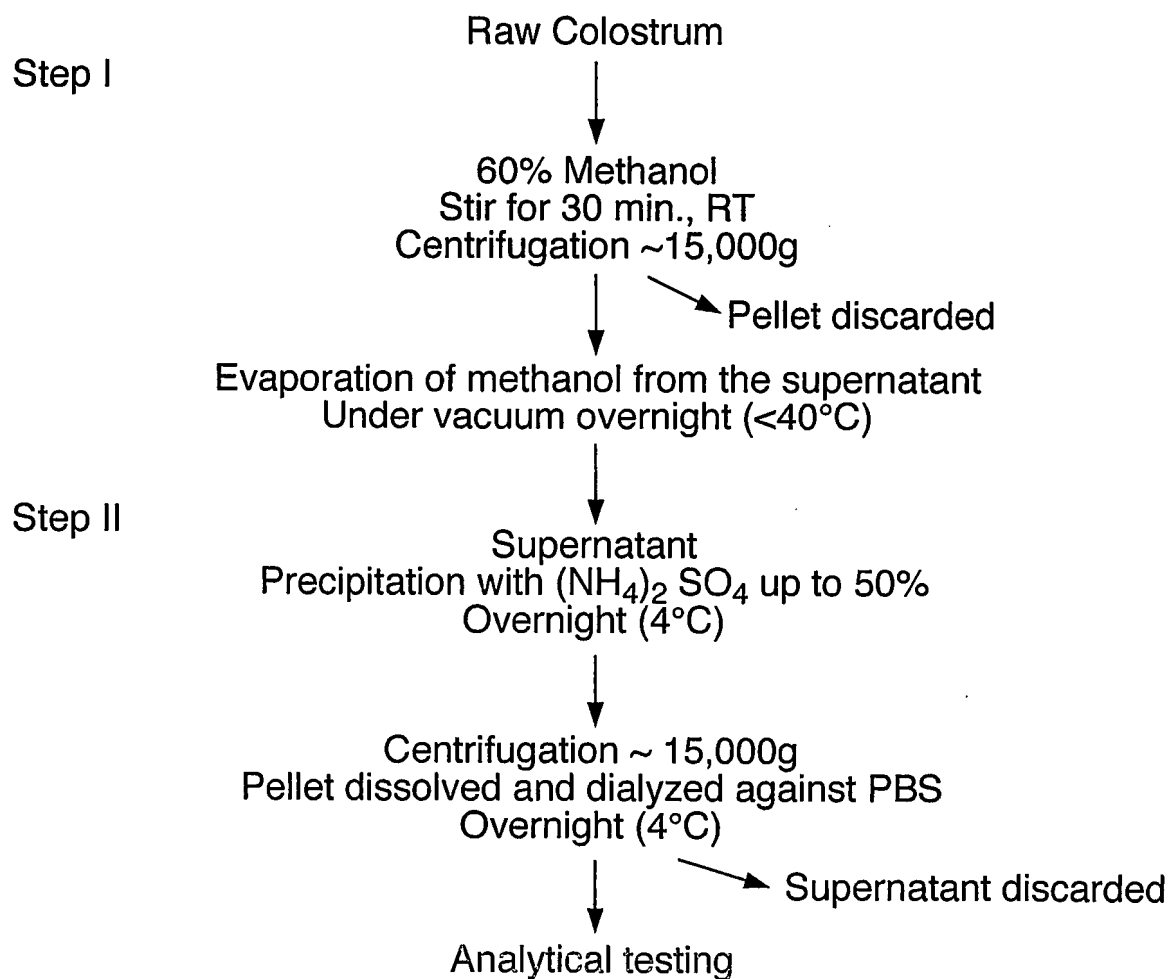 Raw Colostrum
Step I
60% Methanol
Stir for 30 min., RT
Centrifugation ~15,000g
Pellet discarded
Evaporation of methanol from the supernatant
Under vacuum overnight (<40°C)
Step II
Supernatant
Precipitation with (NH₄)₂ SO₄ up to 50%
Overnight (4°C)
Centrifugation ~ 15,000g
Pellet dissolved and dialyzed against PBS
Overnight (4°C)
Supernatant discarded
Analytical testing